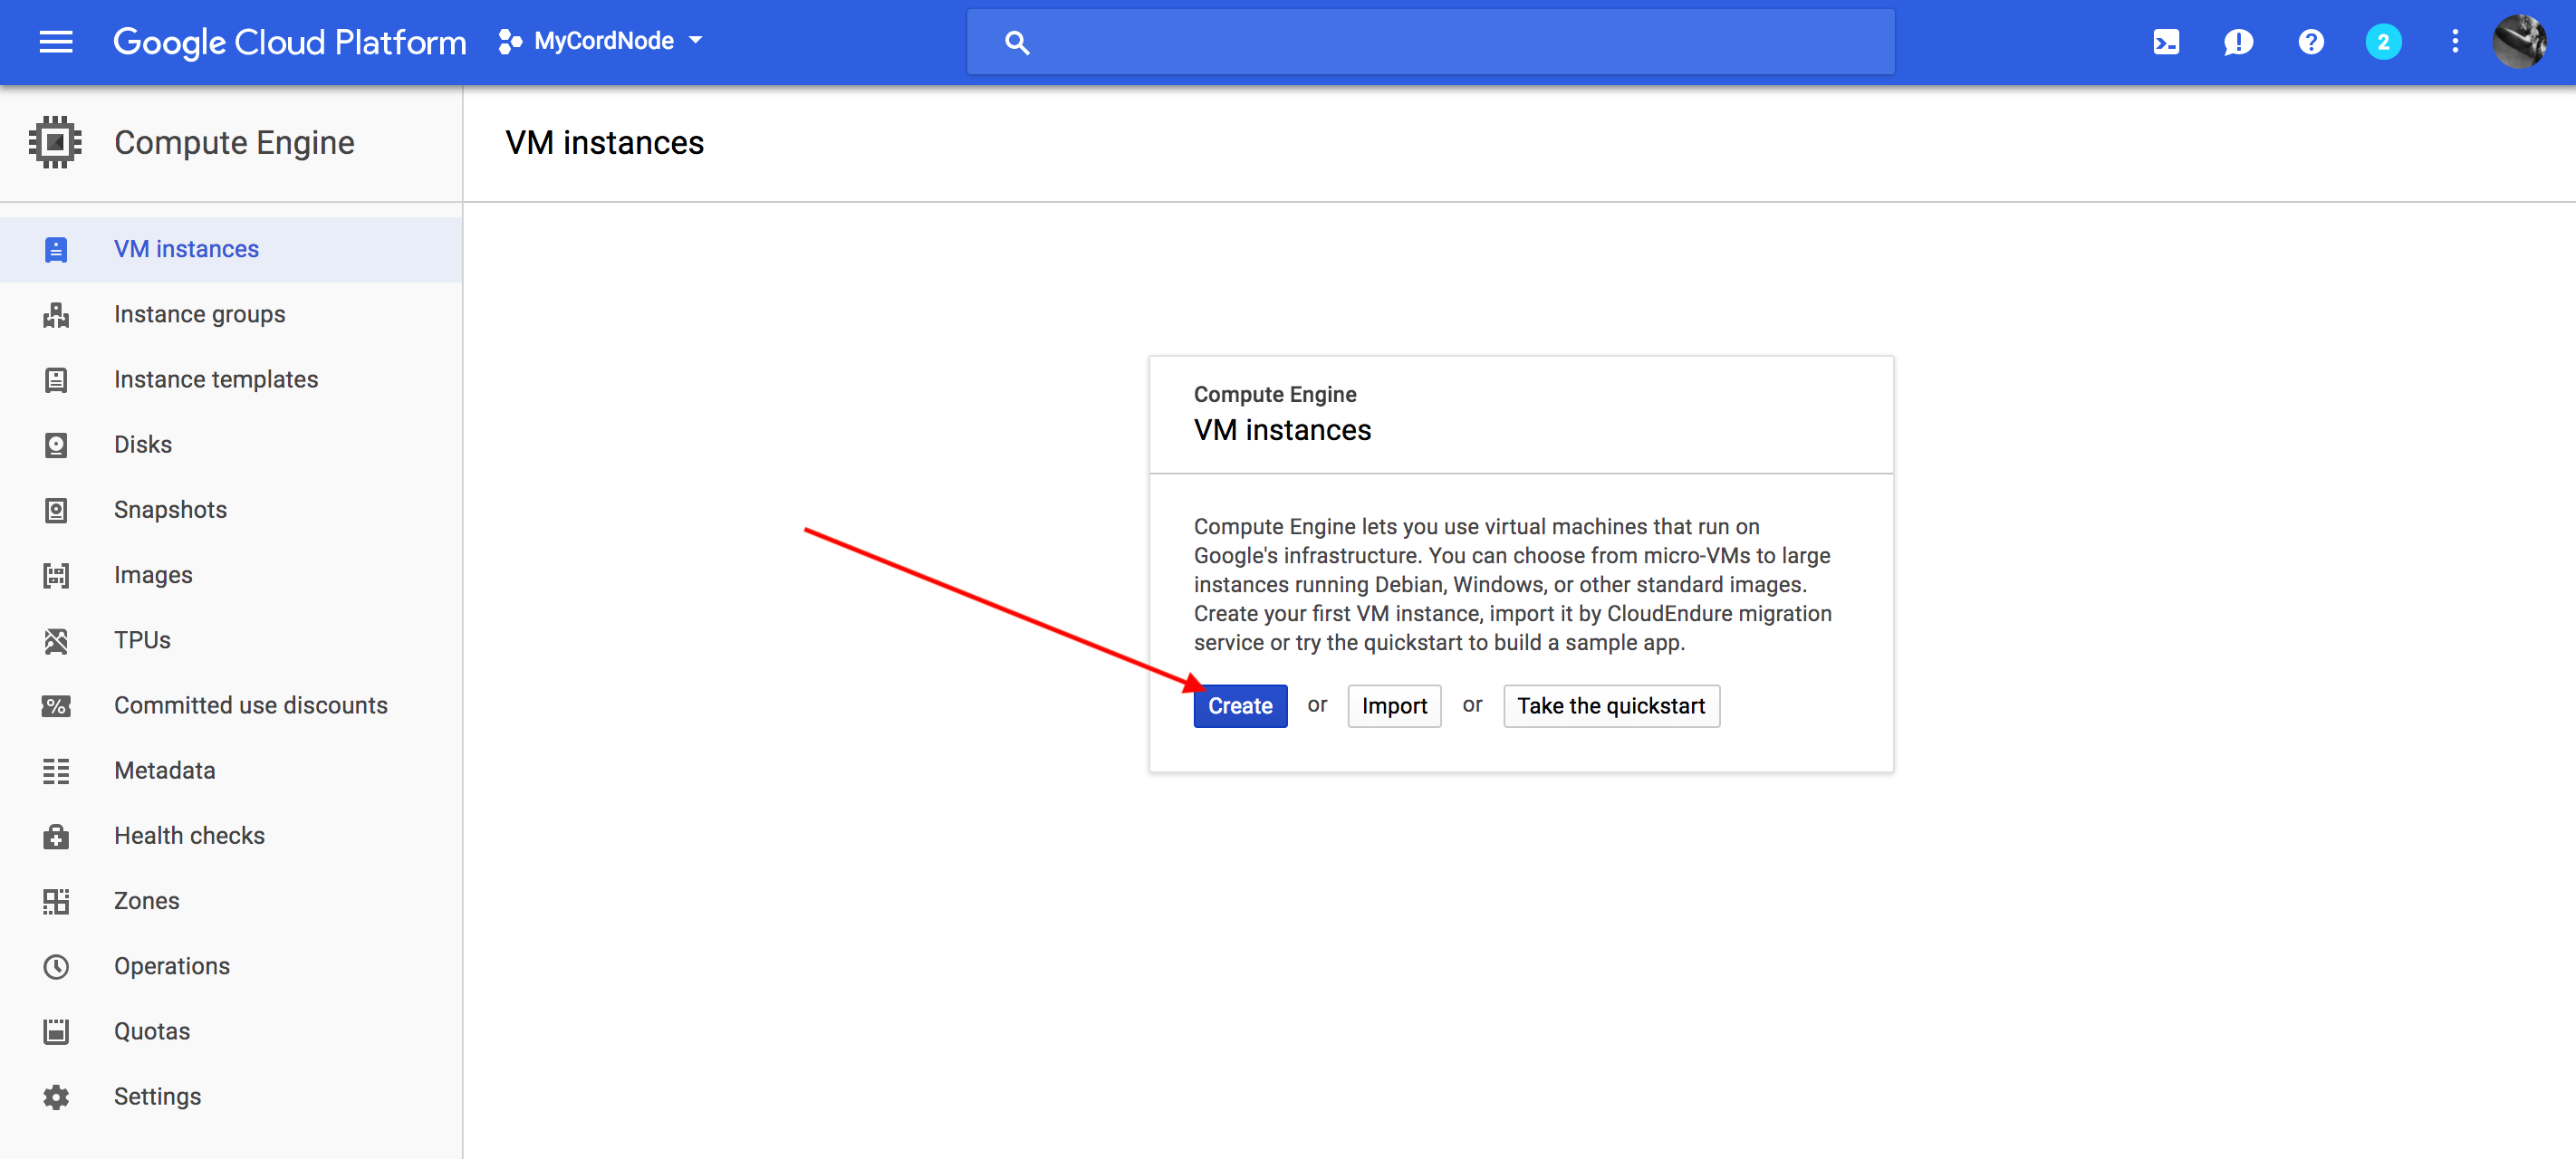 Google Cloud Platform
MyCordNode
2
Compute Engine
VM instances
VM instances
Instance groups
Instance templates
Disks
Snapshots
Images
TPUs
Committed use discounts
Metadata
Health checks
Zones
Operations
Quotas
Settings
Compute Engine
VM instances
Compute Engine lets you use virtual machines that run on
Google's infrastructure. You can choose from micro-VMs to large
instances running Debian, Windows, or other standard images.
Create your first VM instance, import it by CloudEndure migration
service or try the quickstart to build a sample app.
Create or Import or Take the quickstart